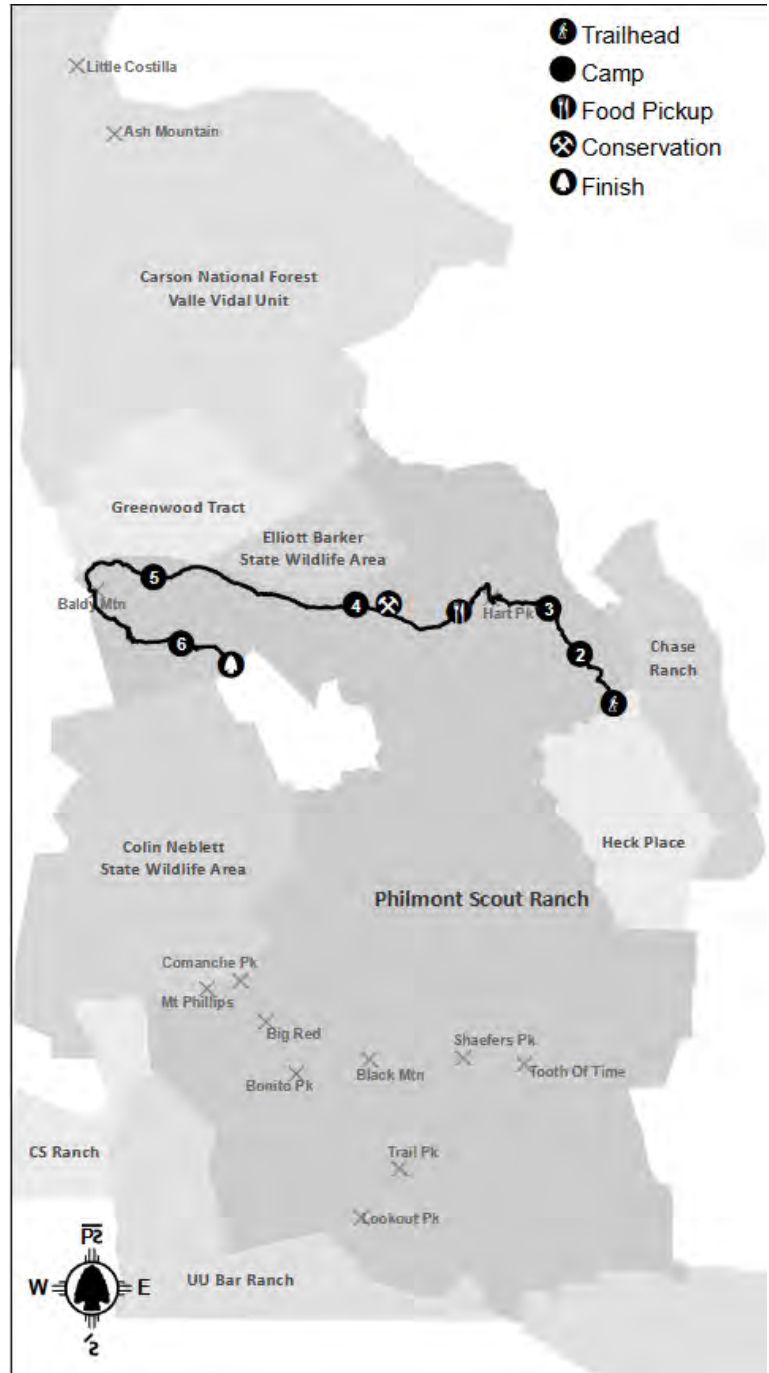 Trailhead
Camp
Food Pickup
Conservation
Finish
Little Costilla
Ash Mountain
Carson National Forest
Valle Vidal Unit
Greenwood Tract
Elliott Barker
State Wildlife Area
5
Baldy Mtn
4
Hart Pk
3
6
2
Chase
Ranch
Heck Place
Colin Neblett
State Wildlife Area
Philmont Scout Ranch
Comanche Pk
Mt Phillips
Big Red
Bonito Pk
Black Mtn
Shaefers Pk
Tooth Of Time
CS Ranch
Trail Pk
Lookout Pk
W
E
UU Bar Ranch